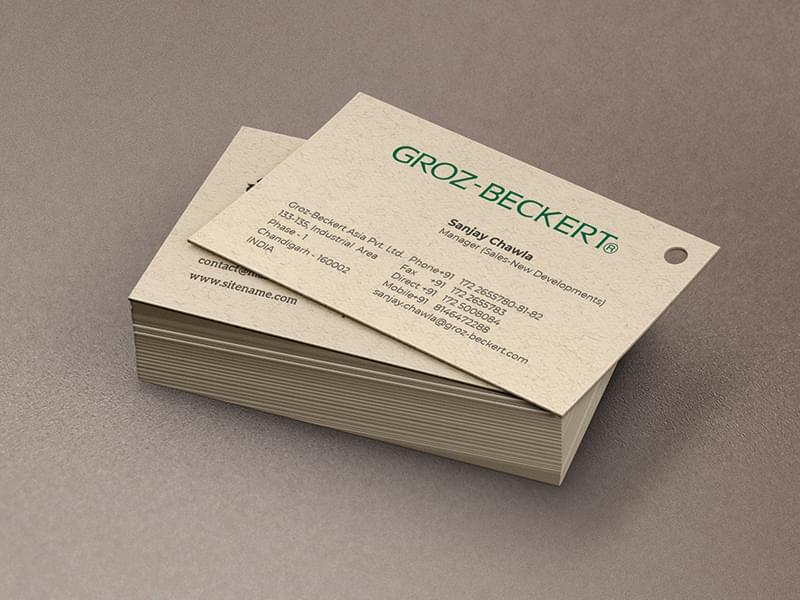 GROZ-BECKERT®
Sanjay Chawla
Manager (Sales-New Developments)
Groz-Beckert Asia Pvt. Ltd.
133-135, Industrial Area
Phase - 1
Chandigarh - 160002
INDIA
Phone+91 172 2655780-81-82
Fax +91 172 2655783
Direct +91 172 5008084
Mobile+91 8146472288
sanjay.chawla@groz-beckert.com
www.sitename.com